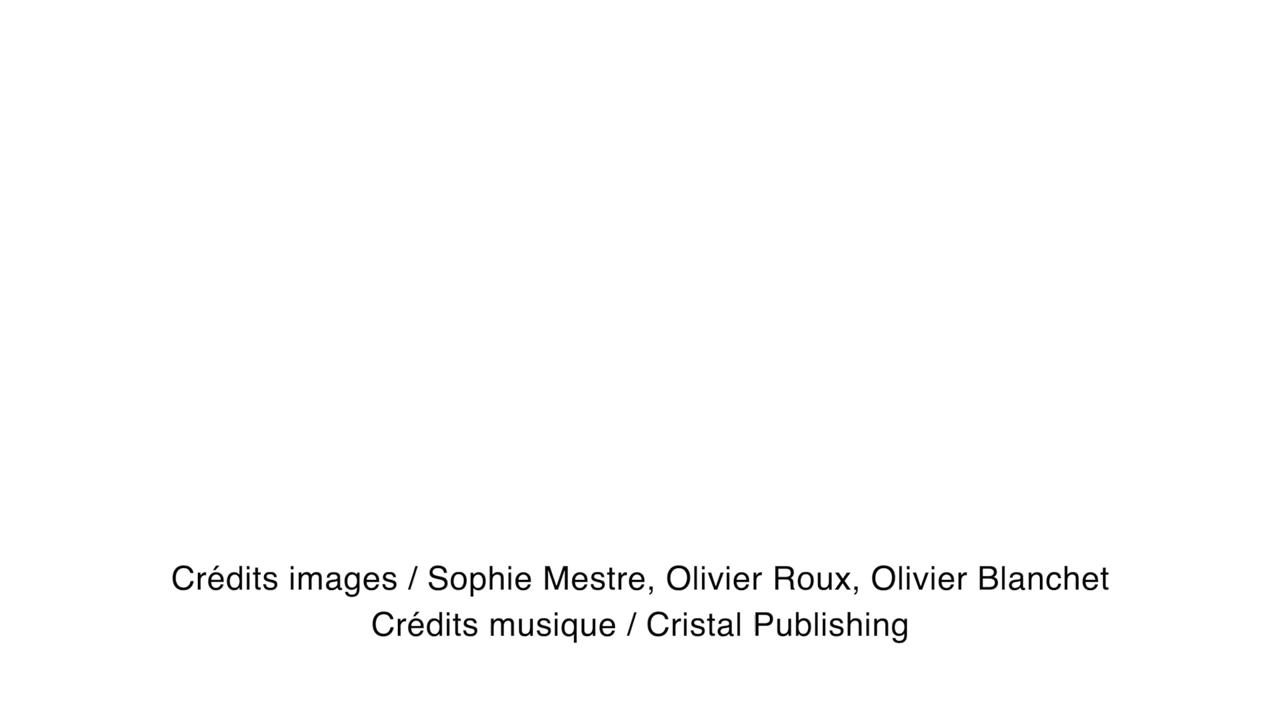 Crédits images / Sophie Mestre, Olivier Roux, Olivier Blanchet
Crédits musique / Cristal Publishing